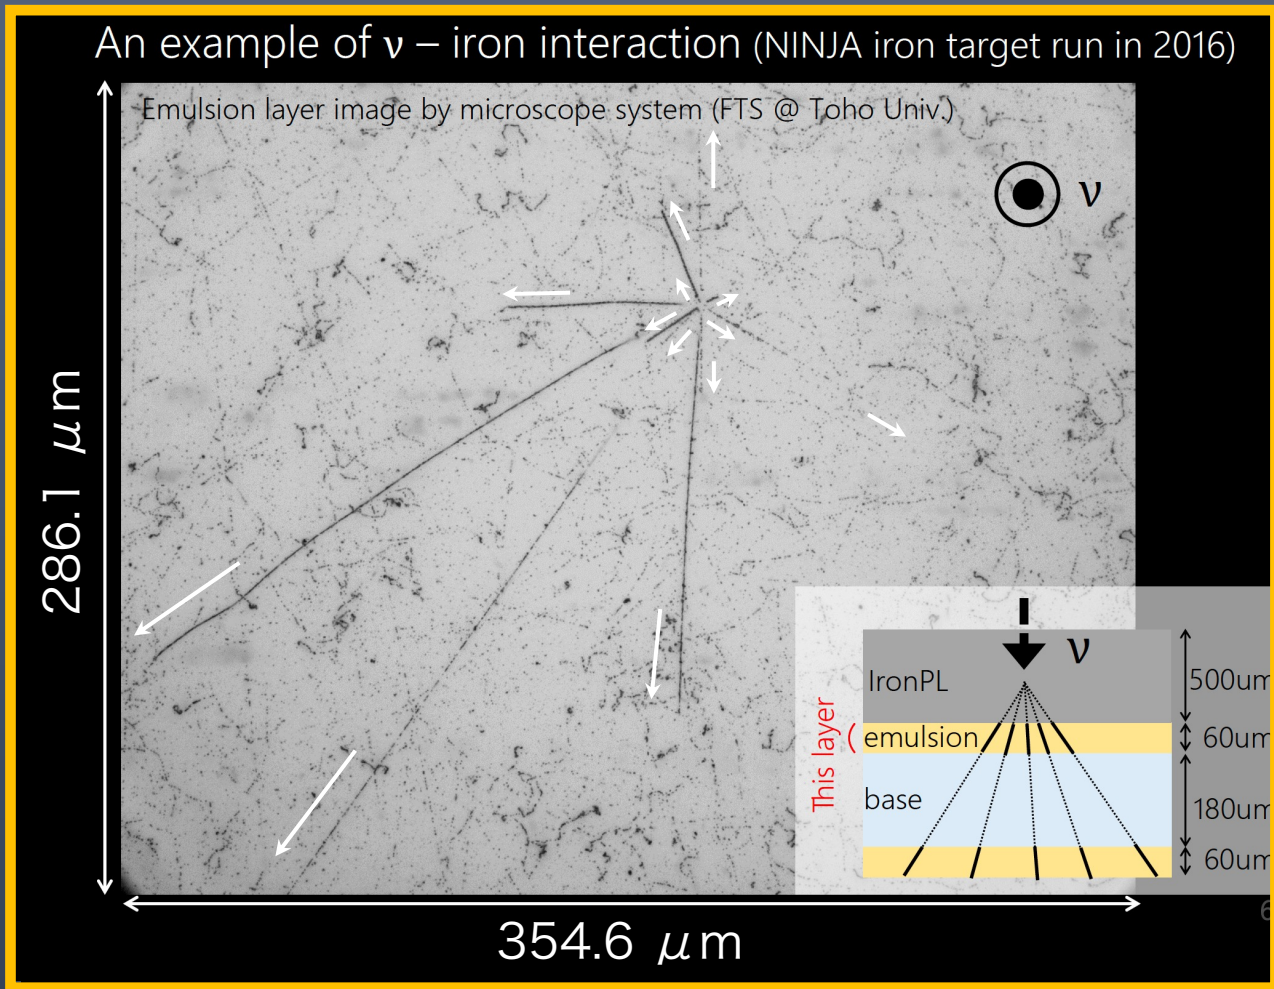 An example of ν – iron interaction (NINJA iron target run in 2016)
Emulsion layer image by microscope system (FTS @ Toho Univ.)
ν
286.1 μm
354.6 μm
ν
IronPL
500um
This layer
emulsion
60um
base
180um
60um
6